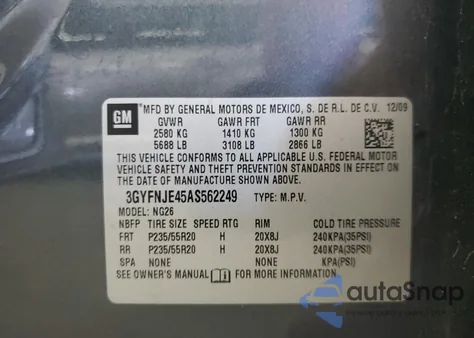 GM
MFD BY GENERAL MOTORS DE MEXICO, S. DE R.L. DE C.V. 12/09
GVWR GAWR FRT GAWR RR
2580 KG 1410 KG 1300 KG
5688 LB 3108 LB 2866 LB
THIS VEHICLE CONFORMS TO ALL APPLICABLE U.S. FEDERAL MOTOR
VEHICLE SAFETY AND THEFT PREVENTION STANDARDS IN EFFECT ON THE
DATE OF MANUFACTURE SHOWN ABOVE.
3GYFNJE45AS562249 TYPE: M.P.V.
MODEL: NG26
NBFP TIRE SIZE SPEED RTG RIM COLD TIRE PRESSURE
FRT P235/55R20 H 20X8J 240KPA(35PSI)
RR P235/55R20 H 20X8J 240KPA(35PSI)
SPA NONE NONE KPA(PSI)
SEE OWNER'S MANUAL FOR MORE INFORMATION.
autoSnap
www.autosnap